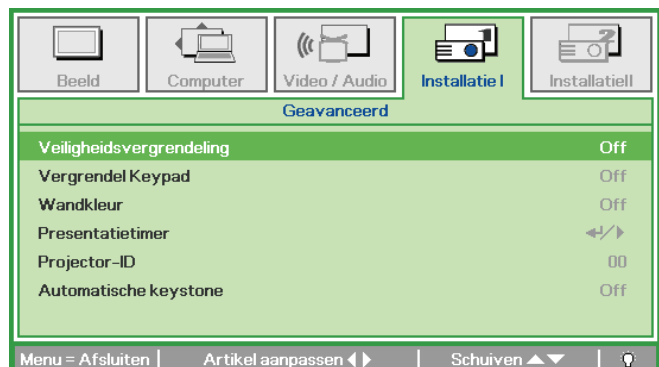 Beeld Computer Video / Audio Installatie I InstallatieII
Geavanceerd
Veiligheidsvergrendeling Off
Vergrendel Keypad Off
Wandkleur Off
Presentatietimer
Projector-ID 00
Automatische keystone Off
Menu = Afsluiten | Artikel aanpassen | Schuiven